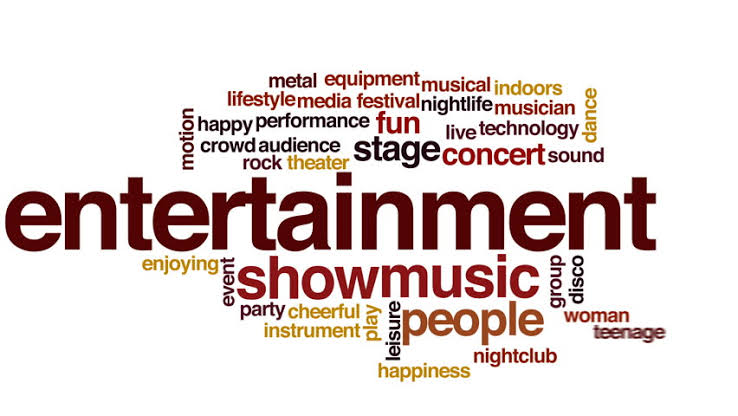 metal equipment musical indoors
lifestyle media festival nightlife musician
dance
motion
happy performance fun live technology
crowd audience stage concert sound
rock theater
entertainment
enjoying
event
show music
group
disco
party cheerful
play
leisure
people woman
instrument
teenage
nightclub
happiness